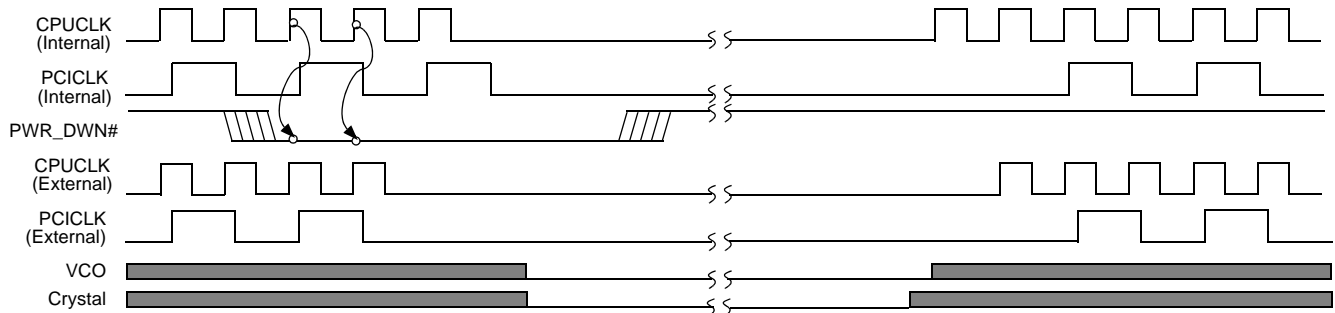 CPUCLK
(Internal)
PCICLK
(Internal)
PWR_DWN#
CPUCLK
(External)
PCICLK
(External)
VCO
Crystal